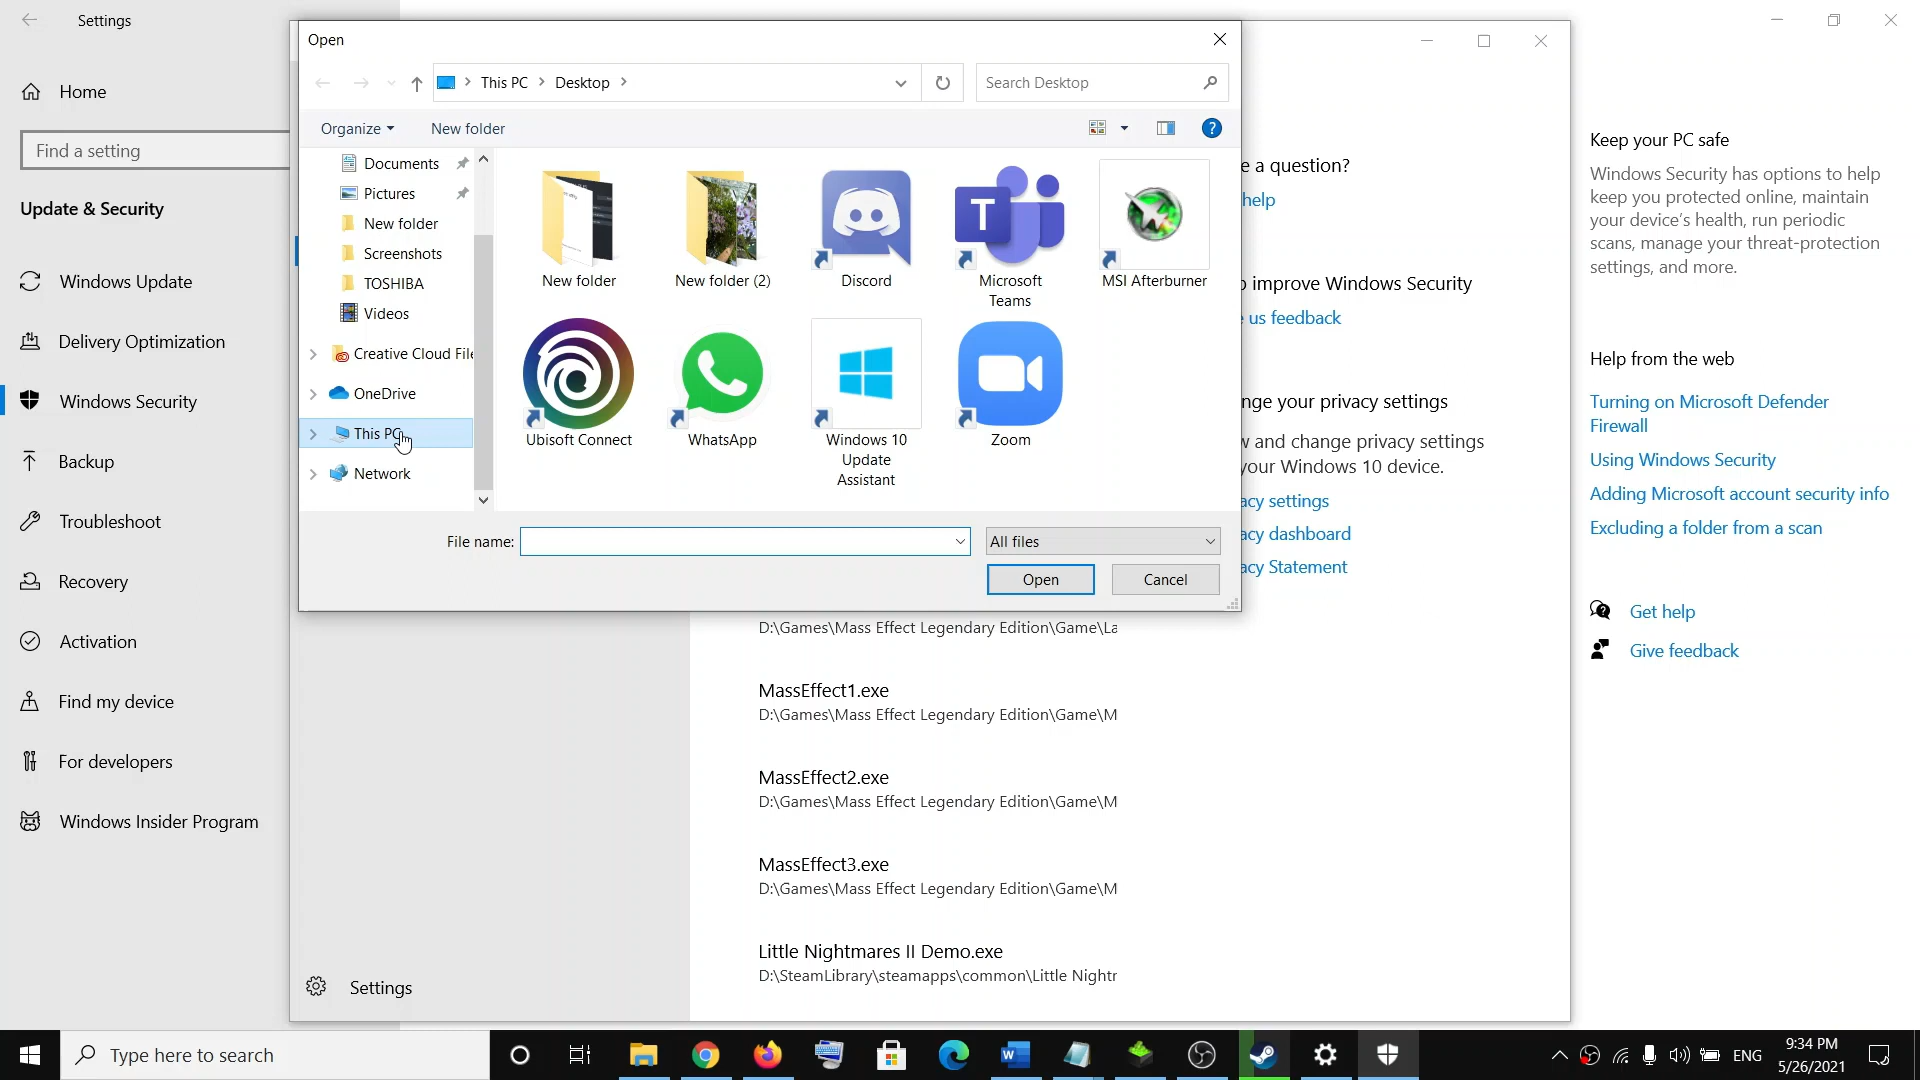 Settings
Home
Find a setting
Update & Security
Windows Update
Delivery Optimization
Windows Security
Backup
Troubleshoot
Recovery
Activation
Find my device
For developers
Windows Insider Program
Open
This PC
Desktop
Search Desktop
Organize
New folder
Documents
Pictures
New folder
Screenshots
TOSHIBA
Videos
Creative Cloud File
OneDrive
This PC
Network
New folder
New folder (2)
Discord
Microsoft
Teams
MSI Afterburner
Ubisoft Connect
WhatsApp
Windows 10
Update
Assistant
Zoom
File name:
All files
Open
Cancel
e a question?
help
o improve Windows Security
us feedback
nge your privacy settings
w and change privacy settings
your Windows 10 device.
acy settings
acy dashboard
acy Statement
D:\Games\Mass Effect Legendary Edition\Game\La
MassEffect1.exe
D:\Games\Mass Effect Legendary Edition\Game\M
MassEffect2.exe
D:\Games\Mass Effect Legendary Edition\Game\M
MassEffect3.exe
D:\Games\Mass Effect Legendary Edition\Game\M
Little Nightmares II Demo.exe
D:\SteamLibrary\steamapps\common\Little Nightr
Settings
Keep your PC safe
Windows Security has options to help
keep you protected online, maintain
your device's health, run periodic
scans, manage your threat-protection
settings, and more.
Help from the web
Turning on Microsoft Defender
Firewall
Using Windows Security
Adding Microsoft account security info
Excluding a folder from a scan
Get help
Give feedback
Type here to search
ENG
9:34 PM
5/26/2021